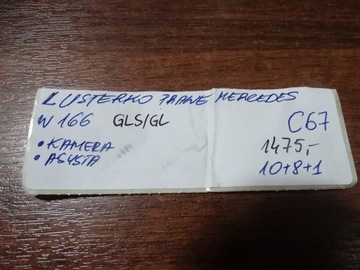 LUSTERKO PRAWE MERCEDES
W166 GLS/GL C67
• KAMERA 1475,-
• ASYSTA 10+8+1